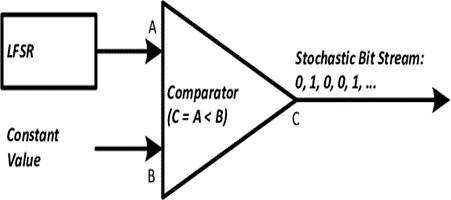 LFSR
A
Comparator
(C = A < B)
Constant
Value
B
C
Stochastic Bit Stream:
0, 1, 0, 0, 1, ...